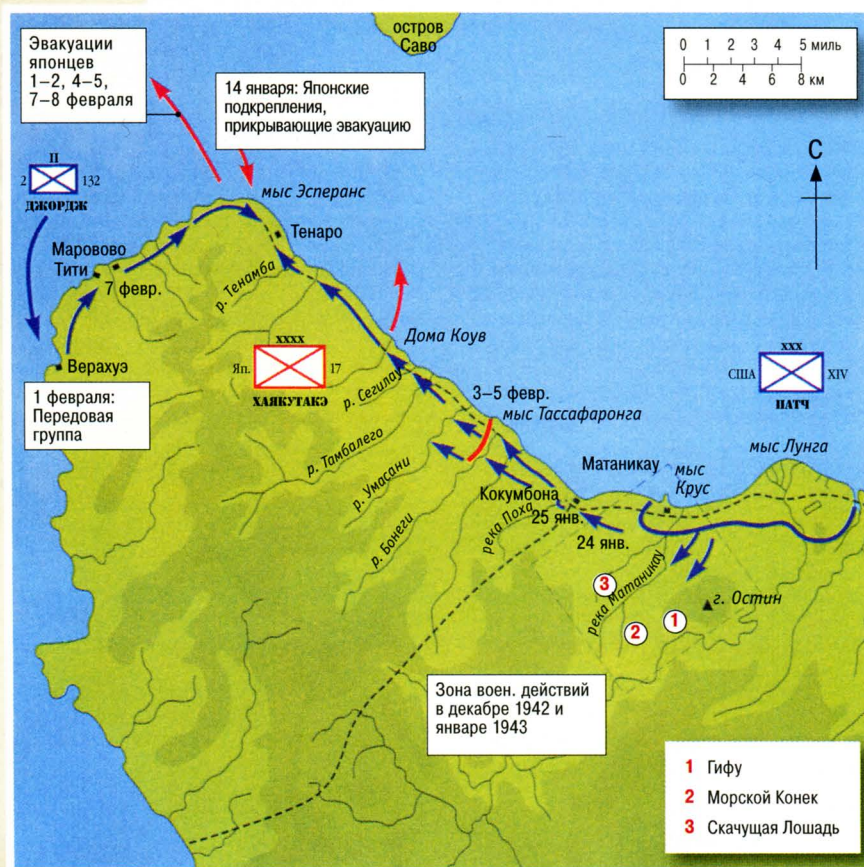 Эвакуации
японцев
1–2, 4–5,
7–8 февраля
остров
Саво
0 1 2 3 4 5 миль
0 2 4 6 8 км
14 января: Японские
подкрепления,
прикрывающие эвакуацию
С
II
2 132
ДЖОРДЖ
мыс Эсперанс
Тенаро
Маровово
Тити
7 февр.
р. Тенамба
Верахуэ
Дома Коув
XXXX
Яп. 17
ХАЯКУТАКЭ
XXX
США XIV
ПАТЧ
1 февраля:
Передовая
группа
р. Сегилау
3–5 февр.
мыс Тассафаронга
р. Тамбалего
р. Умасани
р. Бонеги
Кокумбона
река Поха
25 янв.
24 янв.
Матаникау
мыс
Крус
мыс Лунга
река Матаникау
3
2
1
г. Остин
Зона воен. действий
в декабре 1942 и
январе 1943
1 Гифу
2 Морской Конек
3 Скачущая Лошадь